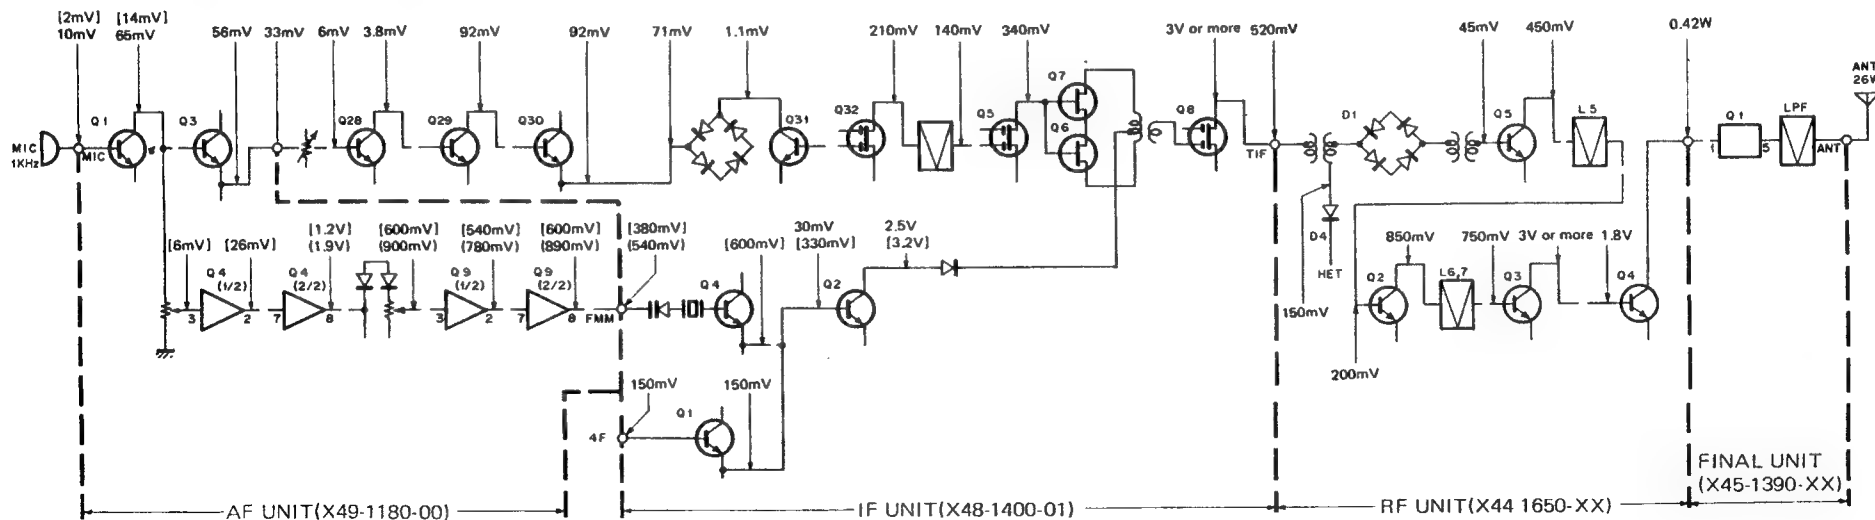 [2mV] [14mV]
10mV 65mV 56mV 33mV 6mV 3.8mV 92mV 92mV 71mV 1.1mV 210mV 140mV 340mV 3V or more 520mV 45mV 450mV 0.42W
ANT
26W
Q1 Q3 Q28 Q29 Q30 Q31 Q32 Q5 Q7 Q6 Q8 D1 Q5 L5 Q1 LPF
MIC
1KHz
MIC TIF 1 5 ANT
[6mV] [26mV] [1.2V] [600mV] [540mV] [600mV] [380mV] [600mV] 30mV 2.5V
(1.9V) (900mV) (780mV) (890mV) (540mV) [330mV] [3.2V]
Q4 Q4 Q9 Q9 Q4 Q2
(1/2) (2/2) (1/2) (2/2)
3 2 7 8 3 2 7 8 FMM
D4
HET
150mV
850mV 750mV 3V or more 1.8V
Q2 L6,7 Q3 Q4
200mV
150mV 150mV
Q1
4F
AF UNIT(X49-1180-00) IF UNIT(X48-1400-01) RF UNIT(X44 1650-XX)
FINAL UNIT
(X45-1390-XX)